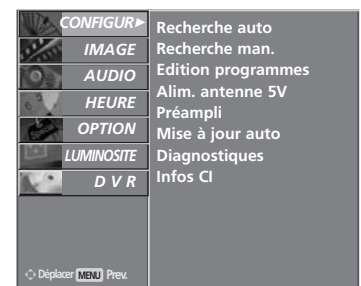 CONFIGUR►
IMAGE
AUDIO
HEURE
OPTION
LUMINOSITE
D V R
Recherche auto
Recherche man.
Edition programmes
Alim. antenne 5V
Préampli
Mise à jour auto
Diagnostiques
Infos CI
Déplacer MENU Prev.